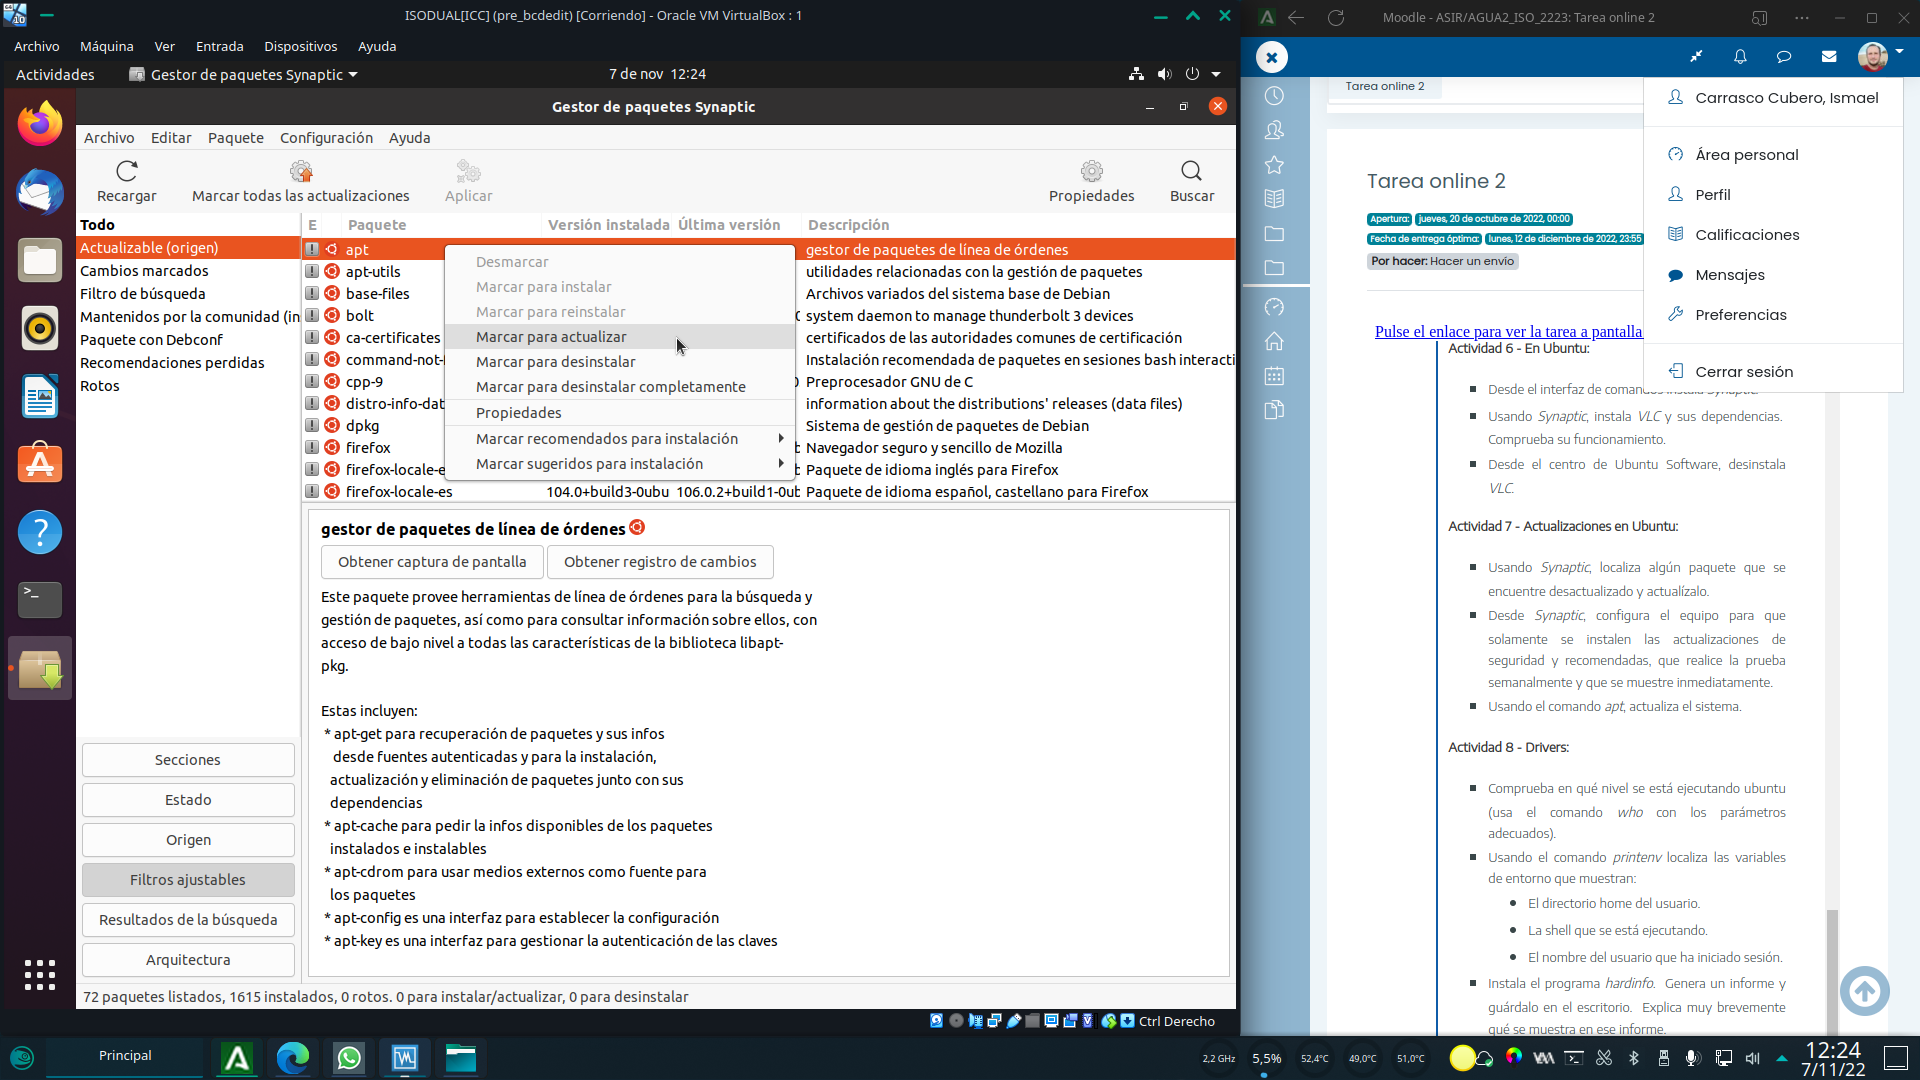 ISODUAL[ICC] (pre_bcdedit) [Corriendo] - Oracle VM VirtualBox : 1
Archivo Máquina Ver Entrada Dispositivos Ayuda
Actividades Gestor de paquetes Synaptic 7 de nov 12:24
Gestor de paquetes Synaptic
Archivo Editar Paquete Configuración Ayuda
Recargar Marcar todas las actualizaciones Aplicar Propiedades Buscar
Todo
Actualizable (origen)
Cambios marcados
Filtro de búsqueda
Mantenidos por la comunidad (in
Paquete con Debconf
Recomendaciones perdidas
Rotos
Secciones
Estado
Origen
Filtros ajustables
Resultados de la búsqueda
Arquitectura
E Paquete Versión instalada Última versión Descripción
apt gestor de paquetes de línea de órdenes
apt-utils utilidades relacionadas con la gestión de paquetes
base-files Archivos variados del sistema base de Debian
bolt system daemon to manage thunderbolt 3 devices
ca-certificates certificados de las autoridades comunes de certificación
command-not- Instalación recomendada de paquetes en sesiones bash interacti
cpp-9 Preprocesador GNU de C
distro-info-dat information about the distributions' releases (data files)
dpkg Sistema de gestión de paquetes de Debian
firefox Navegador seguro y sencillo de Mozilla
firefox-locale-e Paquete de idioma inglés para Firefox
firefox-locale-es 104.0+build3-0ubu 106.0.2+build1-0ub Paquete de idioma español, castellano para Firefox
Desmarcar
Marcar para instalar
Marcar para reinstalar
Marcar para actualizar
Marcar para desinstalar
Marcar para desinstalar completamente
Propiedades
Marcar recomendados para instalación
Marcar sugeridos para instalación
gestor de paquetes de línea de órdenes
Obtener captura de pantalla Obtener registro de cambios
Este paquete provee herramientas de línea de órdenes para la búsqueda y
gestión de paquetes, así como para consultar información sobre ellos, con
acceso de bajo nivel a todas las características de la biblioteca libapt-
pkg.
Estas incluyen:
* apt-get para recuperación de paquetes y sus infos
desde fuentes autenticadas y para la instalación,
actualización y eliminación de paquetes junto con sus
dependencias
* apt-cache para pedir la infos disponibles de los paquetes
instalados e instalables
* apt-cdrom para usar medios externos como fuente para
los paquetes
* apt-config es una interfaz para establecer la configuración
* apt-key es una interfaz para gestionar la autenticación de las claves
72 paquetes listados, 1615 instalados, 0 rotos. 0 para instalar/actualizar, 0 para desinstalar
Ctrl Derecho
Moodle - ASIR/AGUA2_ISO_2223: Tarea online 2
Tarea online 2
Carrasco Cubero, Ismael
Área personal
Perfil
Calificaciones
Mensajes
Preferencias
Cerrar sesión
Tarea online 2
Apertura: jueves, 20 de octubre de 2022, 00:00
Fecha de entrega óptima: lunes, 12 de diciembre de 2022, 23:55
Por hacer: Hacer un envío
Pulse el enlace para ver la tarea a pantalla
Actividad 6 - En Ubuntu:
Desde el interfaz de comandos instala Synaptic.
Usando Synaptic, instala VLC y sus dependencias.
Comprueba su funcionamiento.
Desde el centro de Ubuntu Software, desinstala
VLC.
Actividad 7 - Actualizaciones en Ubuntu:
Usando Synaptic, localiza algún paquete que se
encuentre desactualizado y actualízalo.
Desde Synaptic, configura el equipo para que
solamente se instalen las actualizaciones de
seguridad y recomendadas, que realice la prueba
semanalmente y que se muestre inmediatamente.
Usando el comando apt, actualiza el sistema.
Actividad 8 - Drivers:
Comprueba en qué nivel se está ejecutando ubuntu
(usa el comando who con los parámetros
adecuados).
Usando el comando printenv localiza las variables
de entorno que muestran:
El directorio home del usuario.
La shell que se está ejecutando.
El nombre del usuario que ha iniciado sesión.
Instala el programa hardinfo. Genera un informe y
guárdalo en el escritorio. Explica muy brevemente
qué se muestra en ese informe.
Principal
2,2 GHz 5,5% 52,4°C 49,0°C 51,0°C
12:24
7/11/22